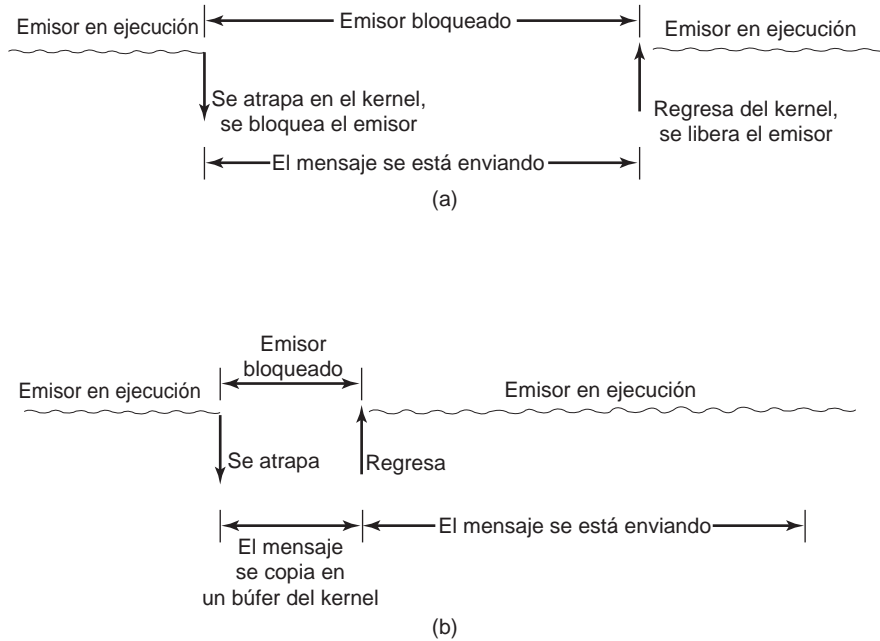 Emisor en ejecución
Emisor bloqueado
Emisor en ejecución
Se atrapa en el kernel,
se bloquea el emisor
Regresa del kernel,
se libera el emisor
El mensaje se está enviando
(a)
Emisor
bloqueado
Emisor en ejecución
Emisor en ejecución
Se atrapa
Regresa
El mensaje se está enviando
El mensaje
se copia en
un búfer del kernel
(b)